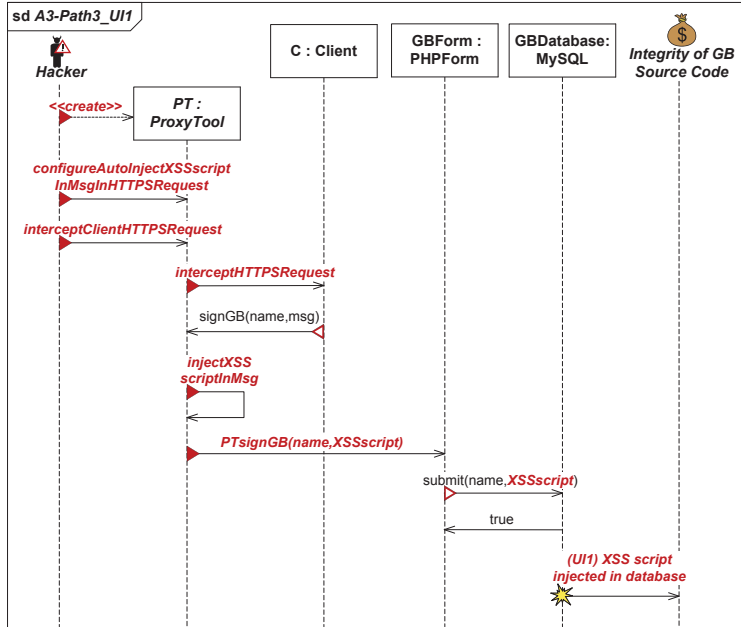 sd A3-Path3_UI1
Hacker
C : Client
GBForm :
PHPForm
GBDatabase:
MySQL
$
Integrity of GB
Source Code
<<create>>
PT :
ProxyTool
configureAutoInjectXSSscript
InMsgInHTTPSRequest
interceptClientHTTPSRequest
interceptHTTPSRequest
signGB(name,msg)
injectXSS
scriptInMsg
PTsignGB(name,XSSscript)
submit(name,XSSscript)
true
(UI1) XSS script
injected in database